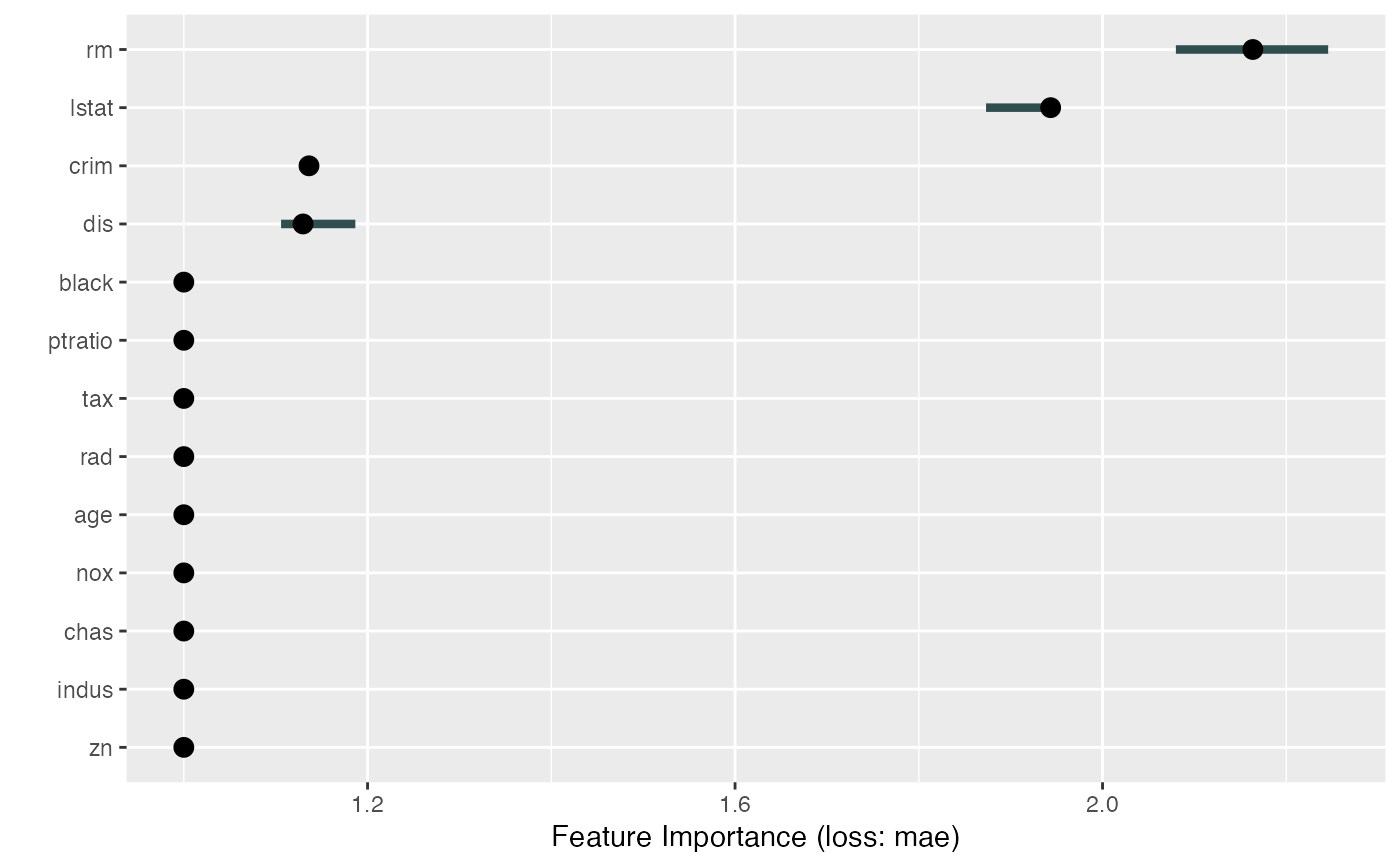 rm
lstat
crim
dis
black
ptratio
tax
rad
age
nox
chas
indus
zn
1.2 1.6 2.0
Feature Importance (loss: mae)